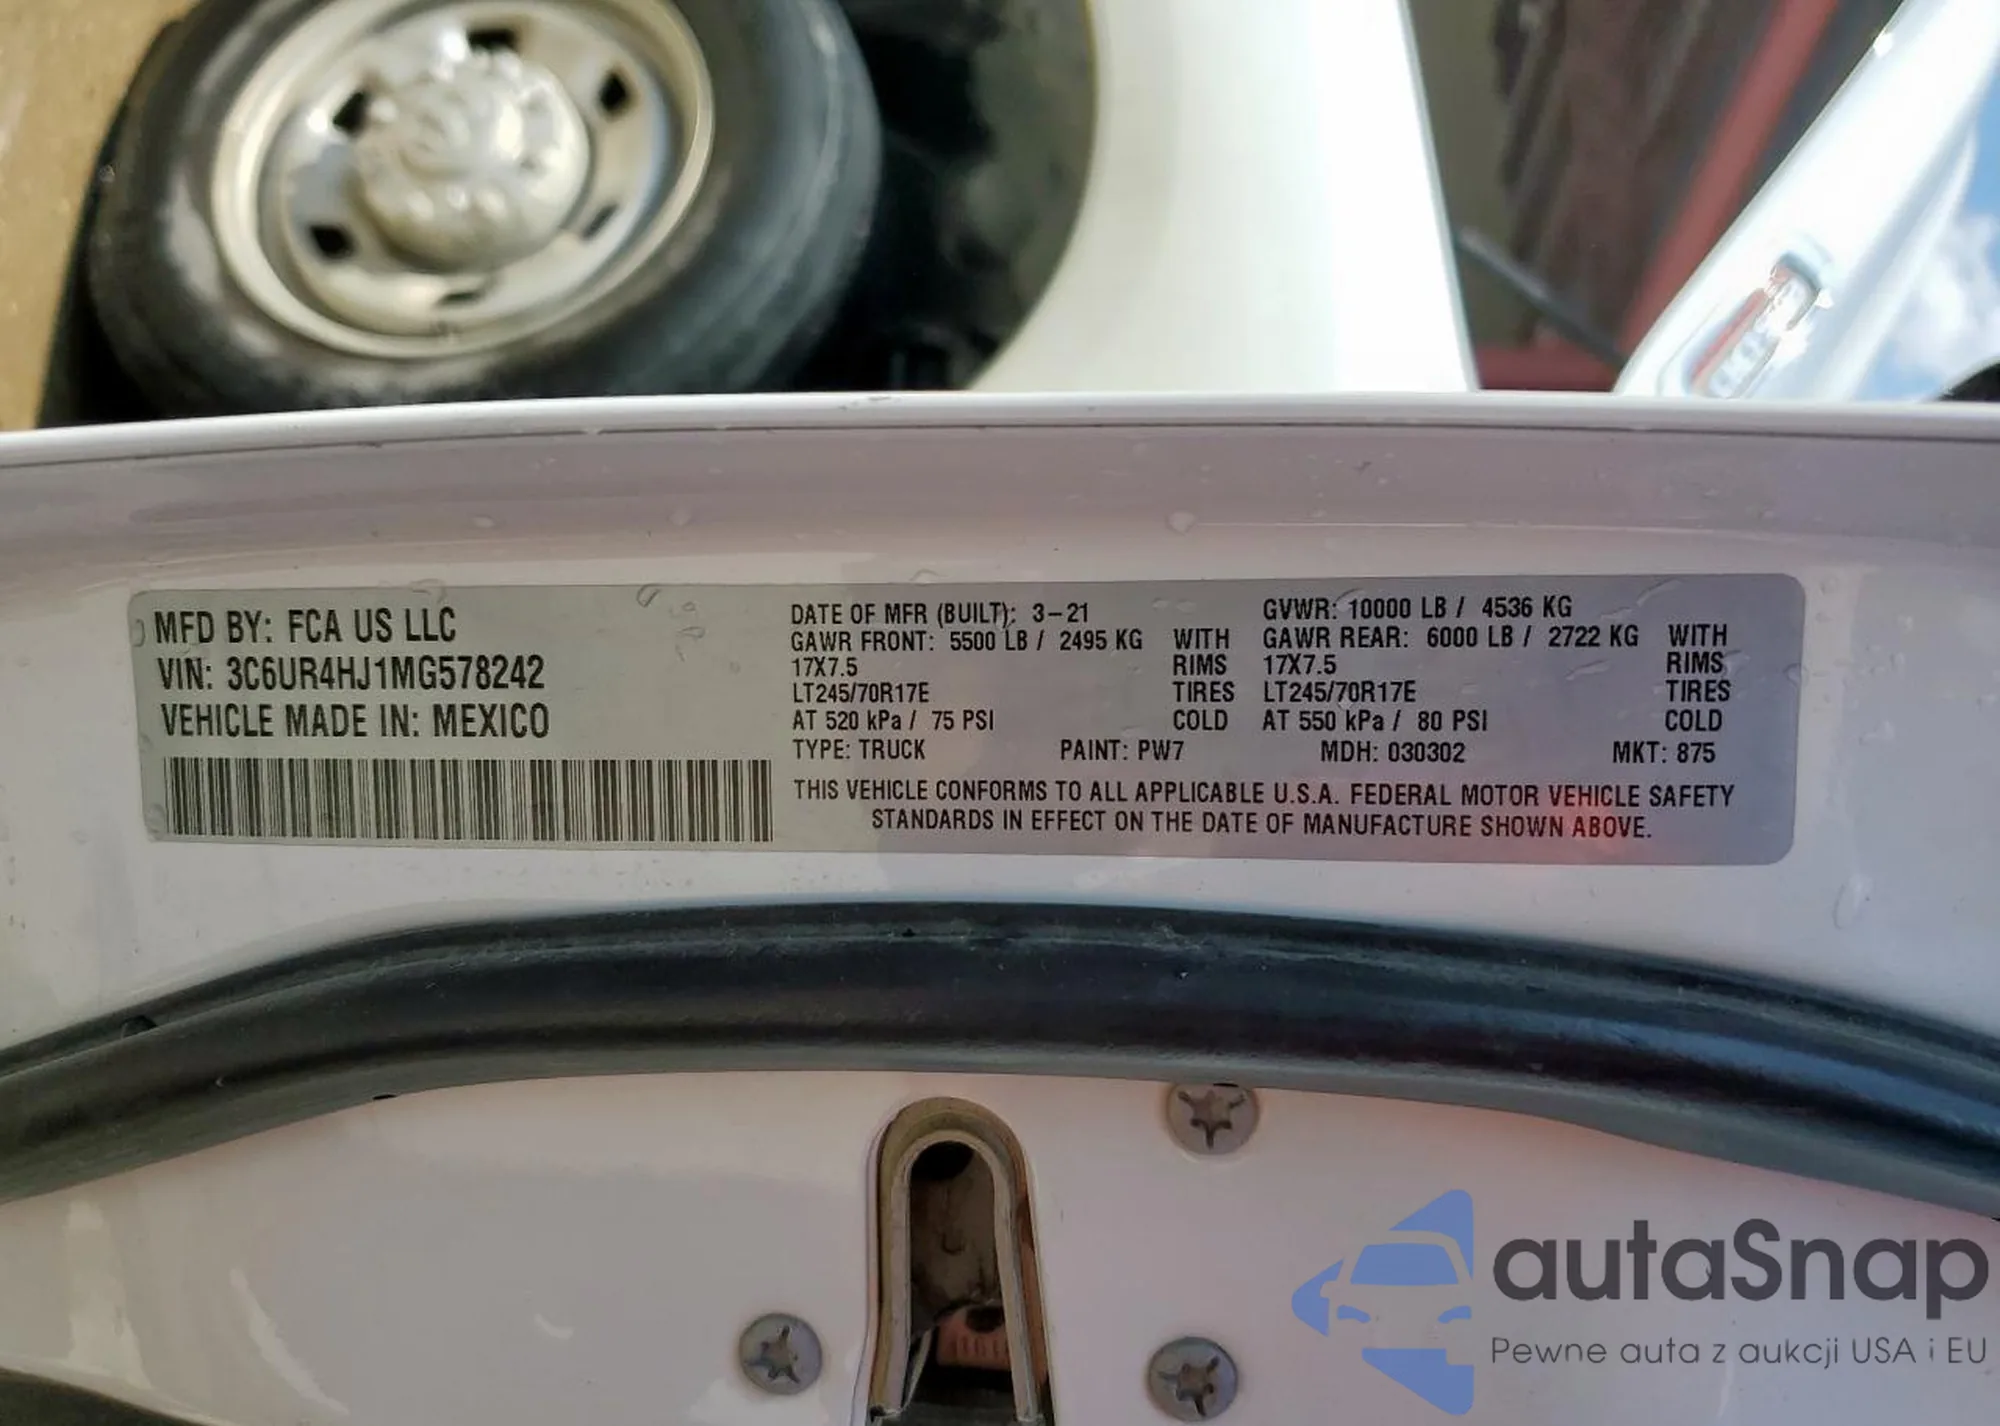 MFD BY: FCA US LLC
VIN: 3C6UR4HJ1MG578242
VEHICLE MADE IN: MEXICO
DATE OF MFR (BUILT): 3-21 GVWR: 10000 LB / 4536 KG
GAWR FRONT: 5500 LB / 2495 KG WITH GAWR REAR: 6000 LB / 2722 KG WITH
17X7.5 RIMS 17X7.5 RIMS
LT245/70R17E TIRES LT245/70R17E TIRES
AT 520 kPa / 75 PSI COLD AT 550 kPa / 80 PSI COLD
TYPE: TRUCK PAINT: PW7 MDH: 030302 MKT: 875
THIS VEHICLE CONFORMS TO ALL APPLICABLE U.S.A. FEDERAL MOTOR VEHICLE SAFETY
STANDARDS IN EFFECT ON THE DATE OF MANUFACTURE SHOWN ABOVE.
autaSnap
Pewne auta z aukcji USA i EU